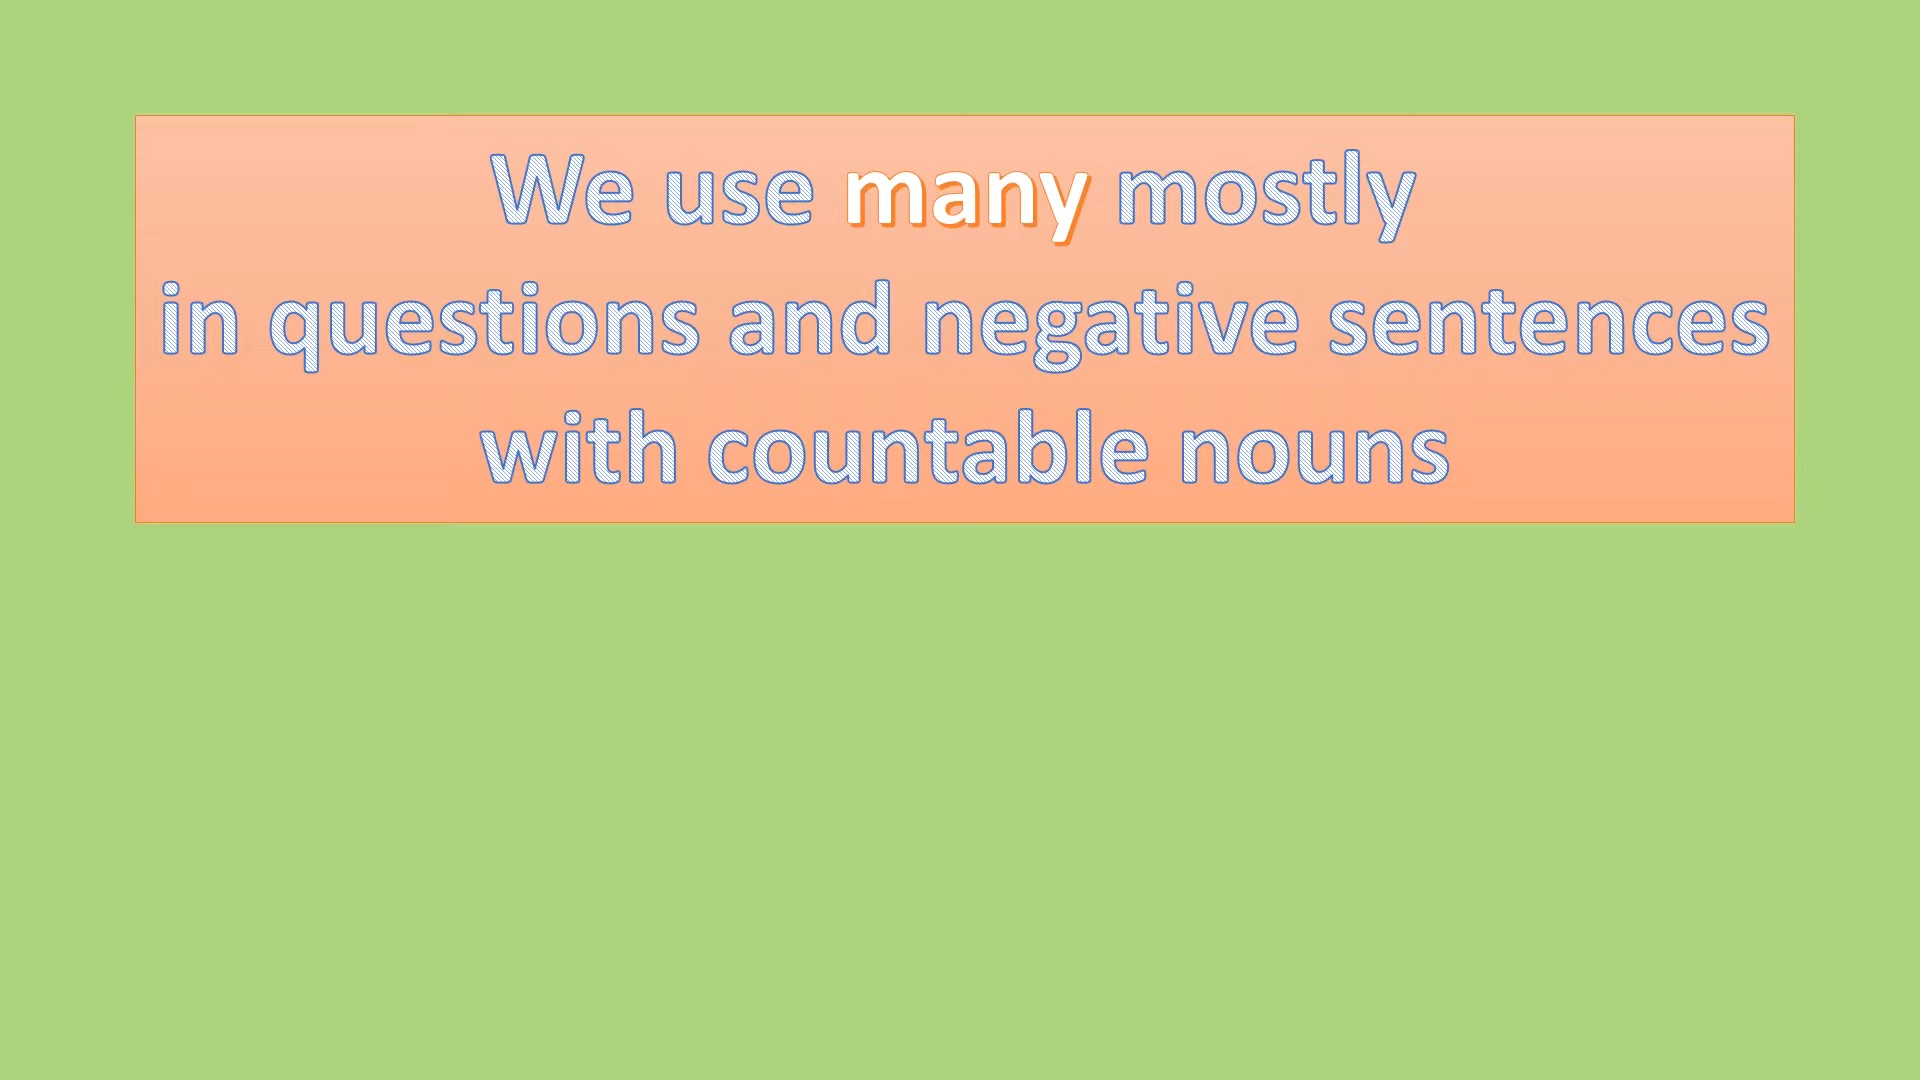 We use many mostly
in questions and negative sentences
with countable nouns